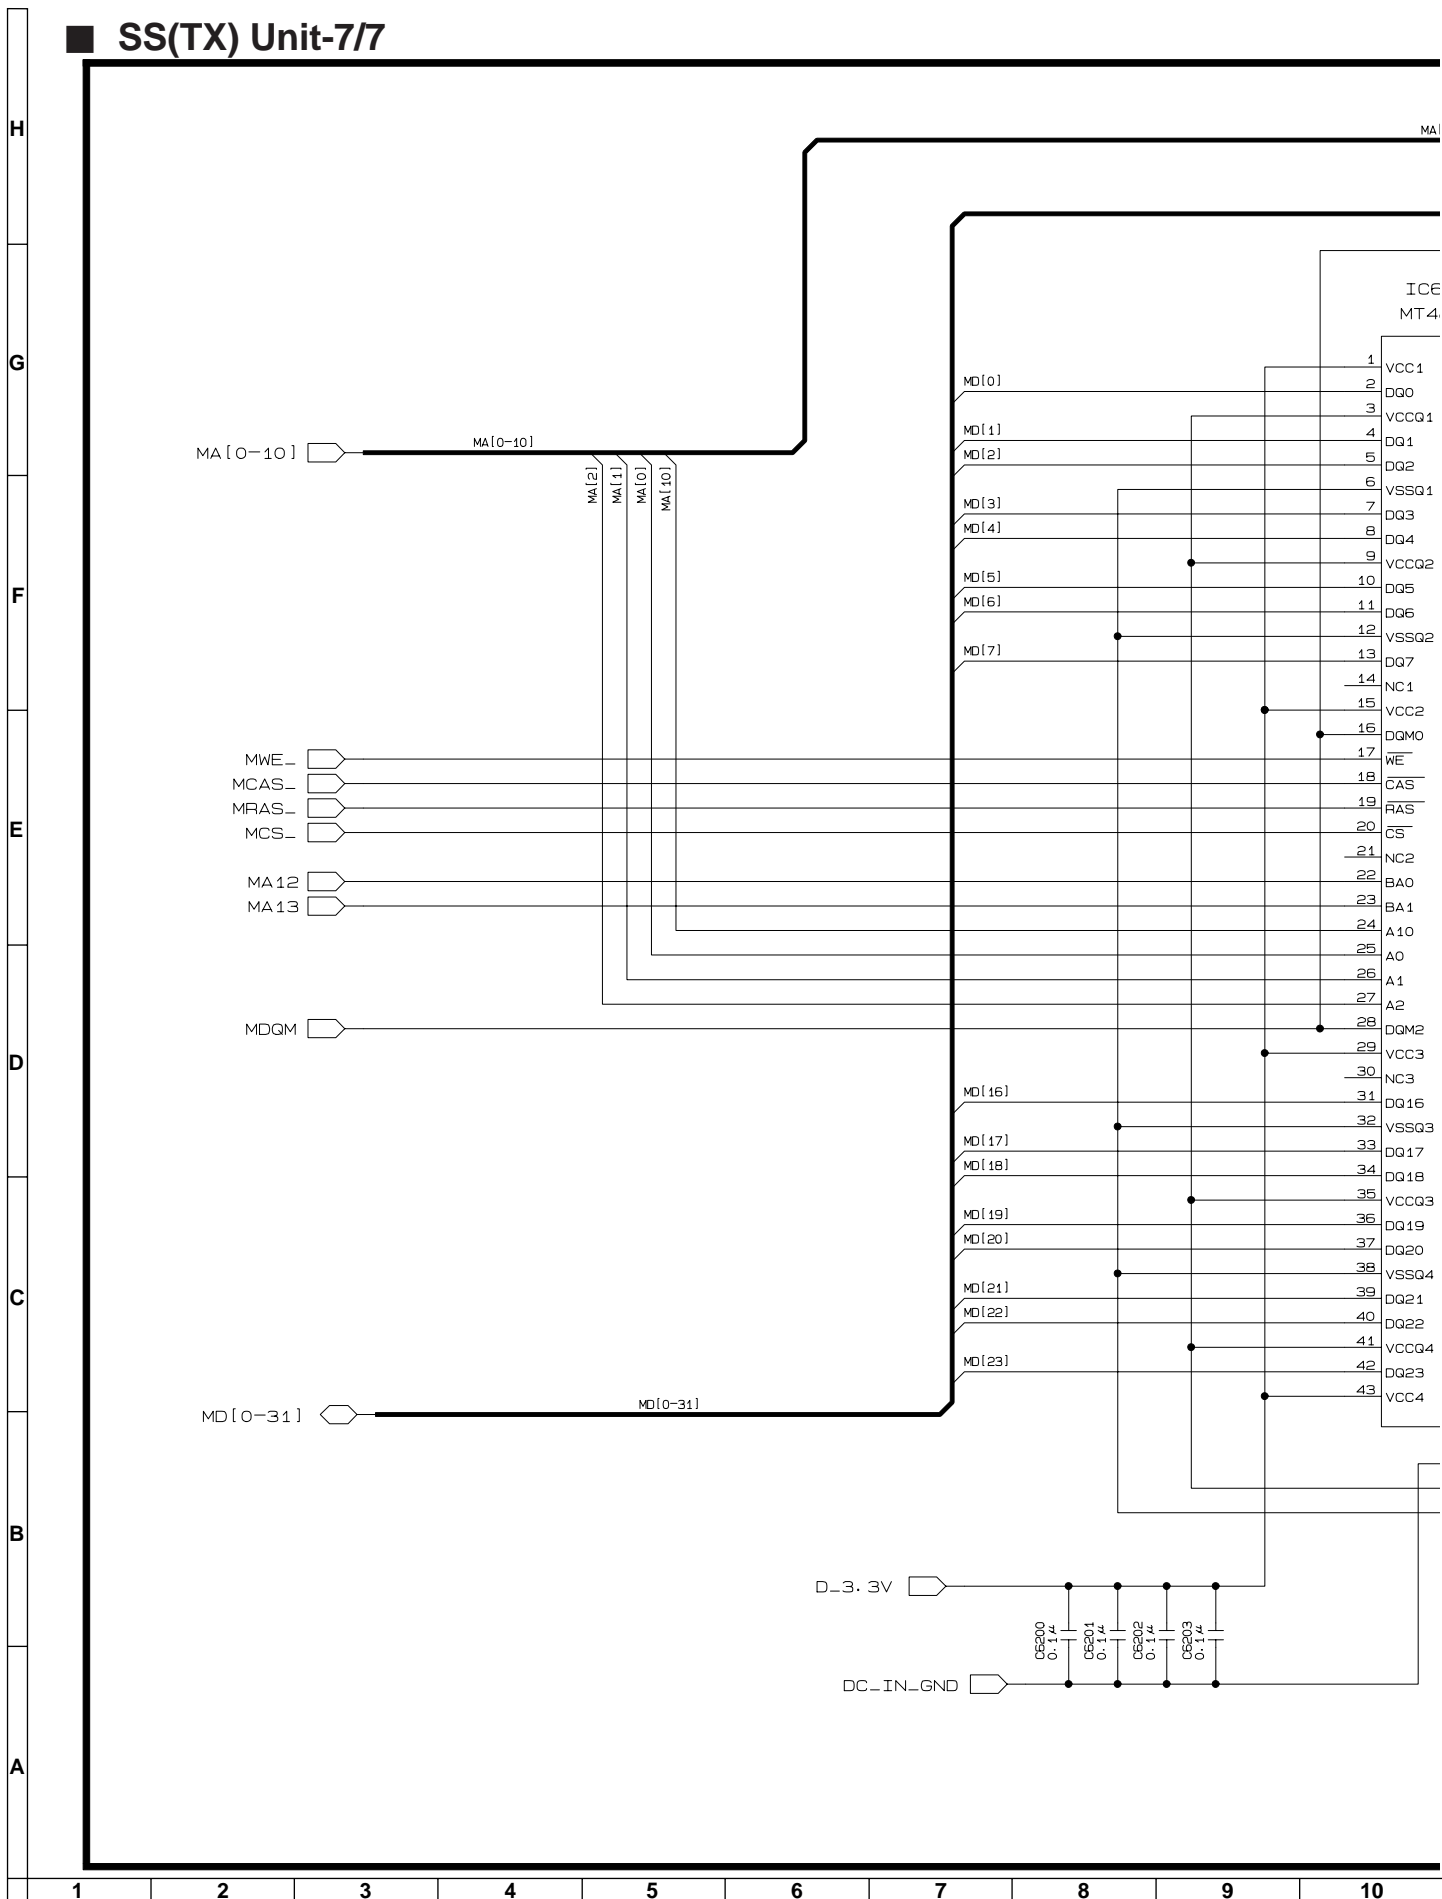 SS(TX) Unit-7/7
H
MA[
IC6
MT4
G
1 VCC1
MD[0] 2 DQ0
3 VCCQ1
MD[1] 4 DQ1
MA[0-10] MA[0-10]
MD[2] 5 DQ2
MA[2] MA[1] MA[0] MA[10]
6 VSSQ1
MD[3] 7 DQ3
MD[4] 8 DQ4
9 VCCQ2
F
MD[5] 10 DQ5
MD[6] 11 DQ6
12 VSSQ2
MD[7] 13 DQ7
14 NC1
15 VCC2
16 DQM0
MWE_ 17 WE
MCAS_ 18 CAS
MRAS_ 19 RAS
E
MCS_ 20 CS
21 NC2
MA12 22 BA0
MA13 23 BA1
24 A10
25 A0
26 A1
27 A2
MDQM 28 DQM2
29 VCC3
D
30 NC3
MD[16] 31 DQ16
32 VSSQ3
MD[17] 33 DQ17
MD[18] 34 DQ18
35 VCCQ3
MD[19] 36 DQ19
MD[20] 37 DQ20
38 VSSQ4
C
MD[21] 39 DQ21
MD[22] 40 DQ22
41 VCCQ4
MD[23] 42 DQ23
43 VCC4
MD[0-31] MD[0-31]
B
D_3.3V
C6200 0.1μ
C6201 0.1μ
C6202 0.1μ
C6203 0.1μ
DC_IN_GND
A
1 2 3 4 5 6 7 8 9 10